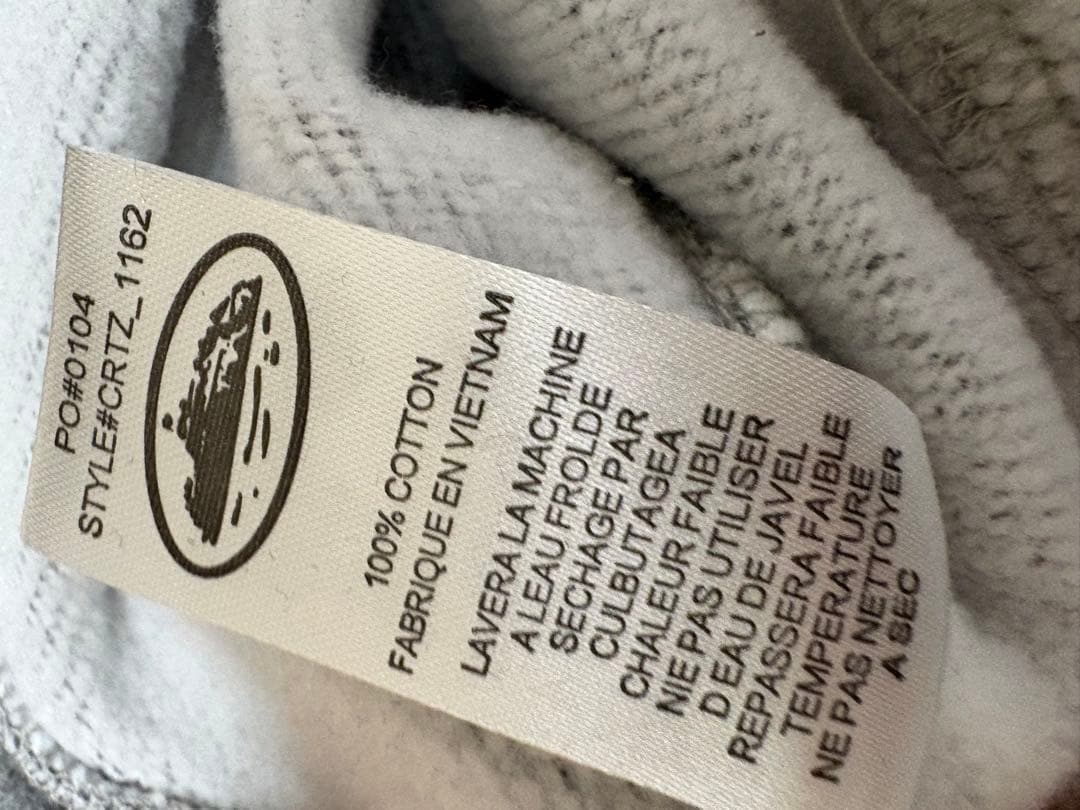 PO#0104
STYLE#CRTZ_1162
100% COTTON
FABRIQUE EN VIETNAM
LAVERA LA MACHINE
A LEAU FROLDE
SECHAGE PAR
CULBUTAGEA
CHALEUR FAIBLE
NIE PAS UTILISER
D EAU DE JAVEL
REPASSERA FAIBLE
TEMPERATURE
NE PAS NETTOYER
A SEC